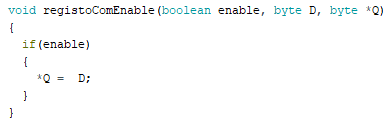 void registoComEnable(boolean enable, byte D, byte *Q)
{
  if(enable)
  {
    *Q =  D;
  }
}